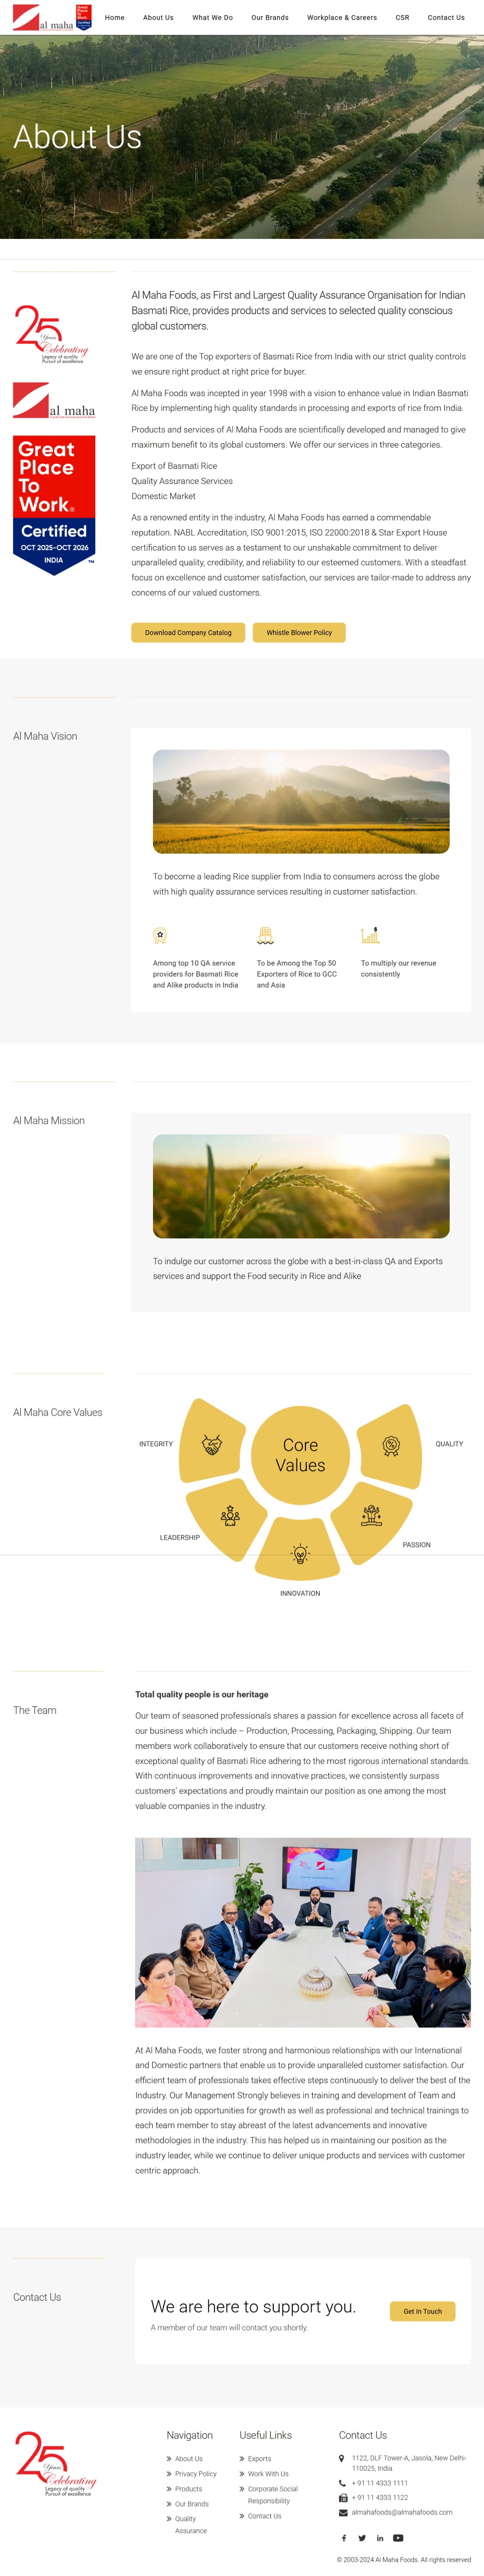 al maha
Great
Place
To
Work®
Certified
Home
About Us
What We Do
Our Brands
Workplace & Careers
CSR
Contact Us
About Us
Al Maha Foods, as First and Largest Quality Assurance Organisation for Indian
Basmati Rice, provides products and services to selected quality conscious
global customers.
25
Years
Celebrating
Legacy of quality
Pursuit of excellence
al maha
Great
Place
To
Work®
Certified
OCT 2025-OCT 2026
INDIA
TM
We are one of the Top exporters of Basmati Rice from India with our strict quality controls
we ensure right product at right price for buyer.
Al Maha Foods was incepted in year 1998 with a vision to enhance value in Indian Basmati
Rice by implementing high quality standards in processing and exports of rice from India.
Products and services of Al Maha Foods are scientifically developed and managed to give
maximum benefit to its global customers. We offer our services in three categories.
Export of Basmati Rice
Quality Assurance Services
Domestic Market
As a renowned entity in the industry, Al Maha Foods has earned a commendable
reputation. NABL Accreditation, ISO 9001:2015, ISO 22000:2018 & Star Export House
certification to us serves as a testament to our unshakable commitment to deliver
unparalleled quality, credibility, and reliability to our esteemed customers. With a steadfast
focus on excellence and customer satisfaction, our services are tailor-made to address any
concerns of our valued customers.
Download Company Catalog
Whistle Blower Policy
Al Maha Vision
To become a leading Rice supplier from India to consumers across the globe
with high quality assurance services resulting in customer satisfaction.
Among top 10 QA service
providers for Basmati Rice
and Alike products in India
To be Among the Top 50
Exporters of Rice to GCC
and Asia
$
To multiply our revenue
consistently
Al Maha Mission
To indulge our customer across the globe with a best-in-class QA and Exports
services and support the Food security in Rice and Alike
Al Maha Core Values
Core
Values
INTEGRITY
QUALITY
LEADERSHIP
PASSION
INNOVATION
The Team
Total quality people is our heritage
Our team of seasoned professionals shares a passion for excellence across all facets of
our business which include – Production, Processing, Packaging, Shipping. Our team
members work collaboratively to ensure that our customers receive nothing short of
exceptional quality of Basmati Rice adhering to the most rigorous international standards.
With continuous improvements and innovative practices, we consistently surpass
customers' expectations and proudly maintain our position as one among the most
valuable companies in the industry.
At Al Maha Foods, we foster strong and harmonious relationships with our International
and Domestic partners that enable us to provide unparalleled customer satisfaction. Our
efficient team of professionals takes effective steps continuously to deliver the best of the
Industry. Our Management Strongly believes in training and development of Team and
provides on job opportunities for growth as well as professional and technical trainings to
each team member to stay abreast of the latest advancements and innovative
methodologies in the industry. This has helped us in maintaining our position as the
industry leader, while we continue to deliver unique products and services with customer
centric approach.
Contact Us
We are here to support you.
A member of our team will contact you shortly.
Get In Touch
25
Years
Celebrating
Legacy of quality
Pursuit of excellence
Navigation
About Us
Privacy Policy
Products
Our Brands
Quality
Assurance
Useful Links
Exports
Work With Us
Corporate Social
Responsibility
Contact Us
Contact Us
1122, DLF Tower-A, Jasola, New Delhi-
110025, India.
+ 91 11 4333 1111
+ 91 11 4333 1122
almahafoods@almahafoods.com
© 2003-2024 Al Maha Foods. All rights reserved